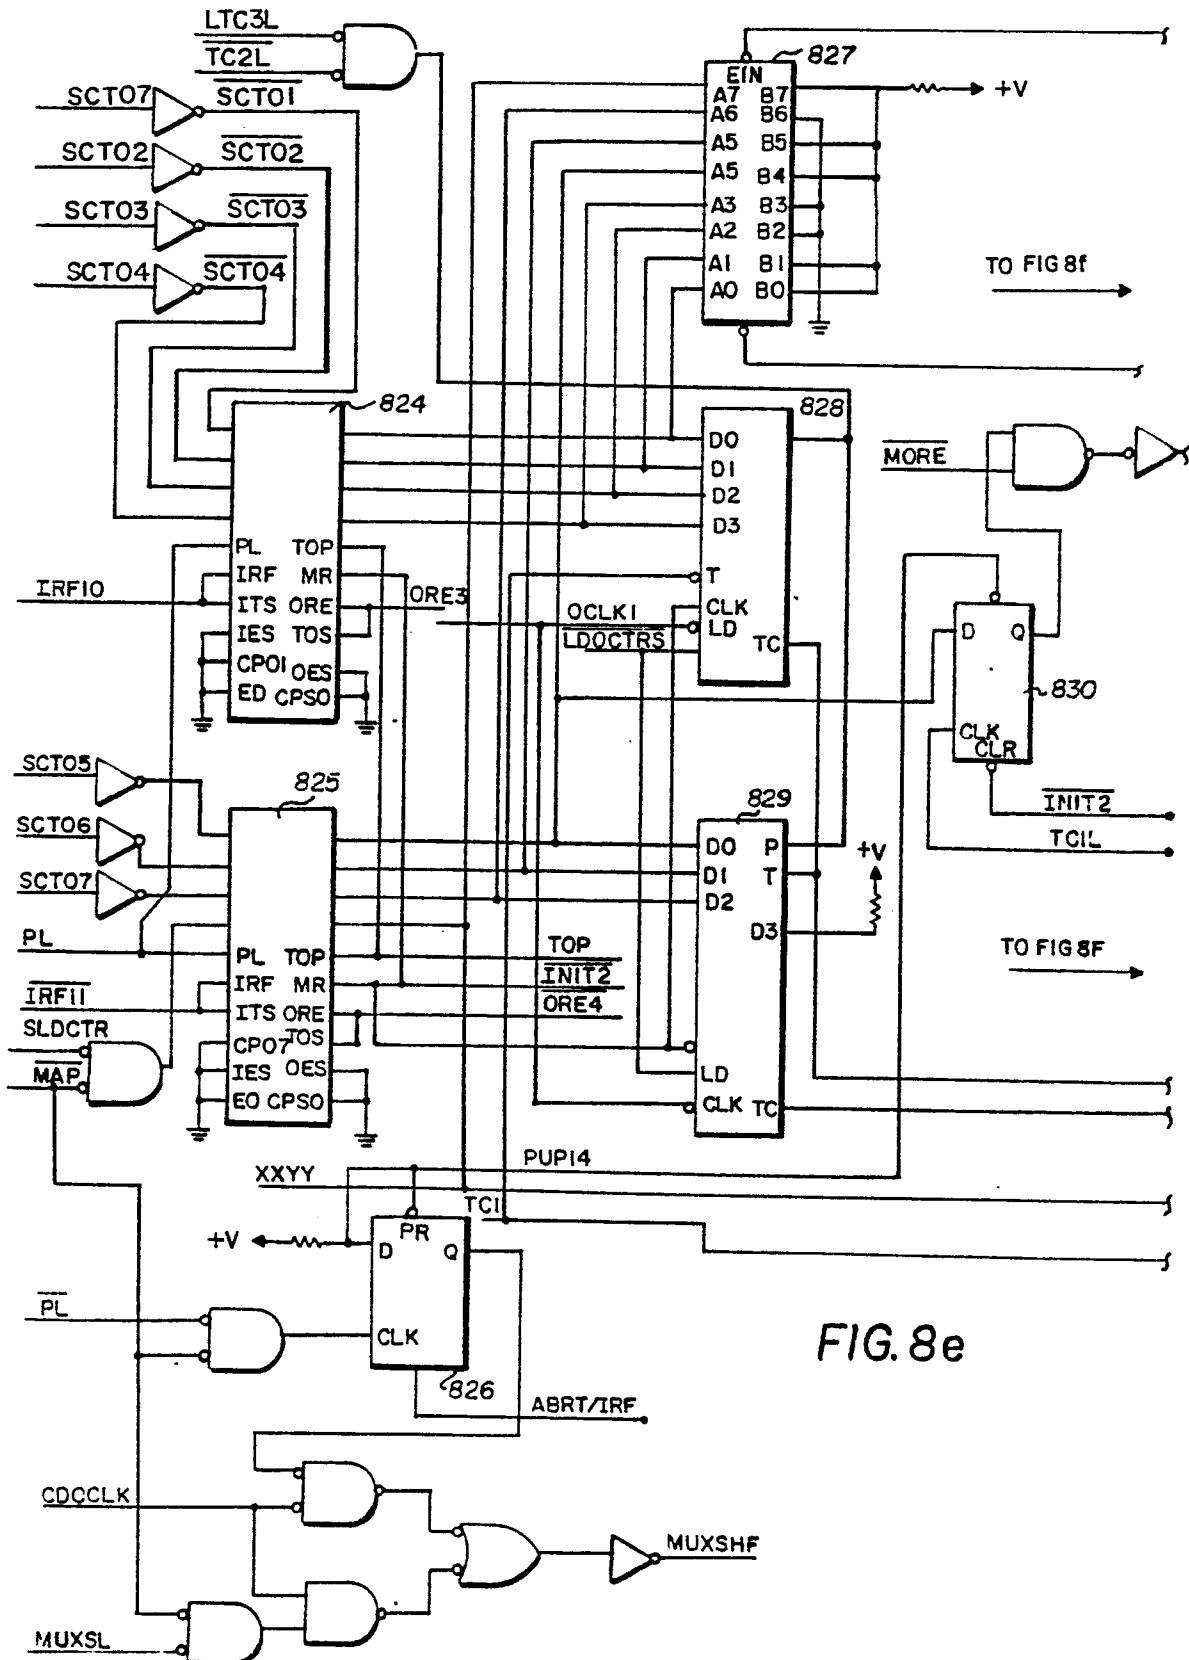 LTC3L
TC2L
SCT07
SCT01
SCT02
SCT02
SCT03
SCT03
SCT04
SCT04
827
EIN
A7 B7
A6 B6
A5 B5
A5 B4
A3 B3
A2 B2
A1 B1
A0 B0
+V
TO FIG 8f
824
PL TOP
IRF MR
ITS ORE
IES TOS
CP01 OES
ED CPSO
IRF10
ORE3
OCLK1
LDOCTRS
828
D0
D1
D2
D3
T
CLK
LD
TC
MORE
D Q
CLK
CLR
830
INIT2
TC1L
SCT05
SCT06
SCT07
PL
IRF11
SLDCTR
MAP
825
PL TOP
IRF MR
ITS ORE
CP07 TOS
IES OES
EO CPSO
TOP
INIT2
ORE4
829
D0 P
D1 T
D2
D3
LD
CLK TC
+V
TO FIG 8F
XXYY
PUP14
TC1
+V
PR
D Q
CLK
826
PL
ABRT/IRF
FIG. 8e
CDCCLK
MUXSHF
MUXSL